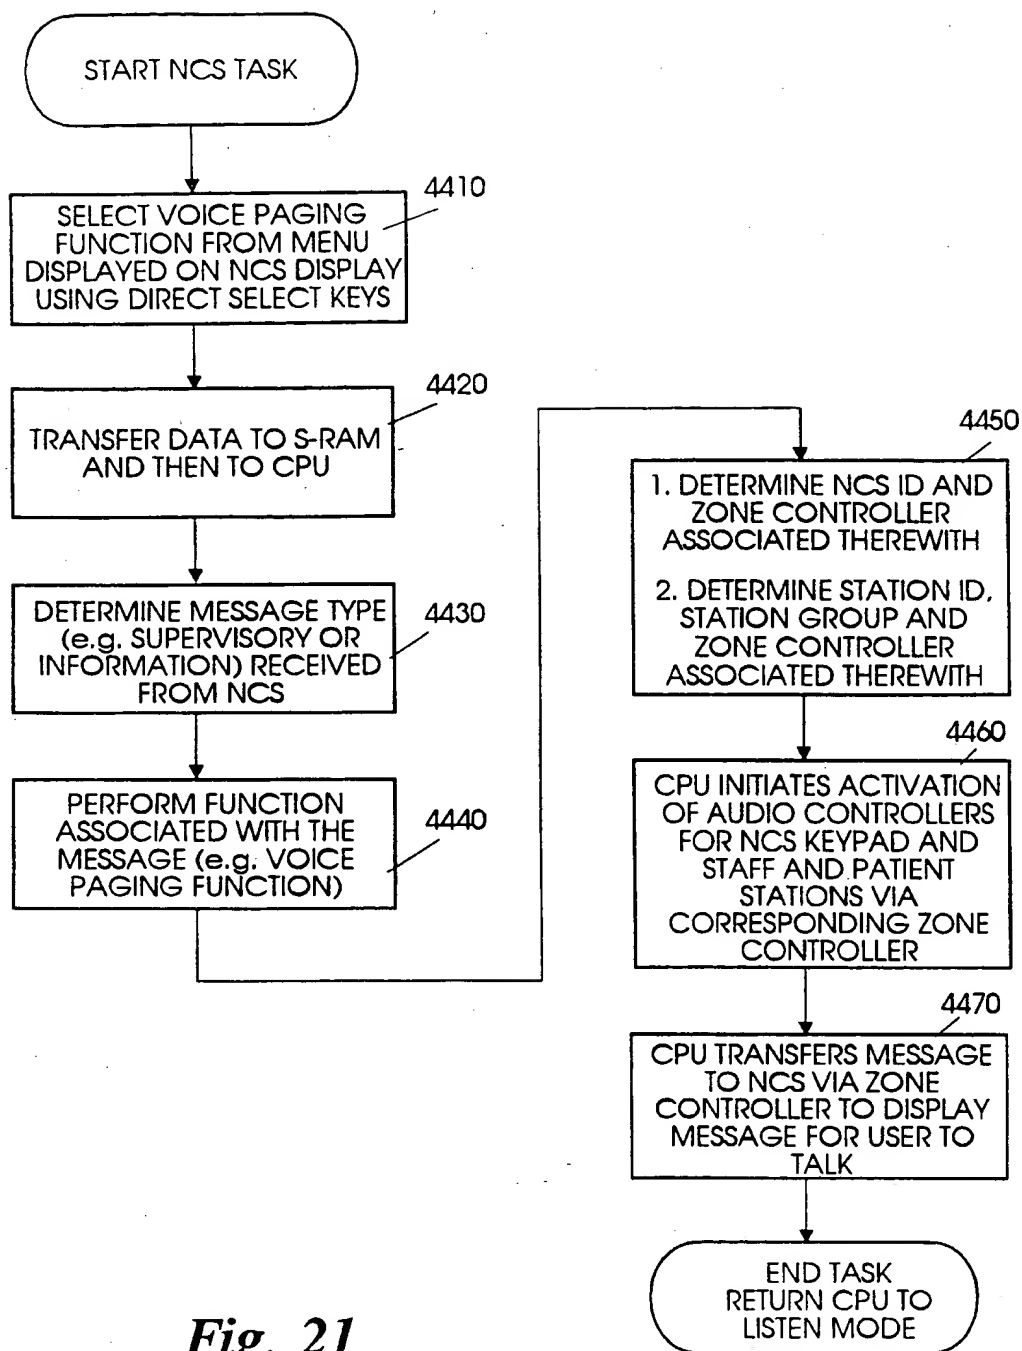 START NCS TASK
4410
SELECT VOICE PAGING
FUNCTION FROM MENU
DISPLAYED ON NCS DISPLAY
USING DIRECT SELECT KEYS
4420
TRANSFER DATA TO S-RAM
AND THEN TO CPU
4430
DETERMINE MESSAGE TYPE
(e.g. SUPERVISORY OR
INFORMATION) RECEIVED
FROM NCS
4440
PERFORM FUNCTION
ASSOCIATED WITH THE
MESSAGE (e.g. VOICE
PAGING FUNCTION)
4450
1. DETERMINE NCS ID AND
ZONE CONTROLLER
ASSOCIATED THEREWITH
2. DETERMINE STATION ID,
STATION GROUP AND
ZONE CONTROLLER
ASSOCIATED THEREWITH
4460
CPU INITIATES ACTIVATION
OF AUDIO CONTROLLERS
FOR NCS KEYPAD AND
STAFF AND PATIENT
STATIONS VIA
CORRESPONDING ZONE
CONTROLLER
4470
CPU TRANSFERS MESSAGE
TO NCS VIA ZONE
CONTROLLER TO DISPLAY
MESSAGE FOR USER TO
TALK
END TASK
RETURN CPU TO
LISTEN MODE
Fig. 21